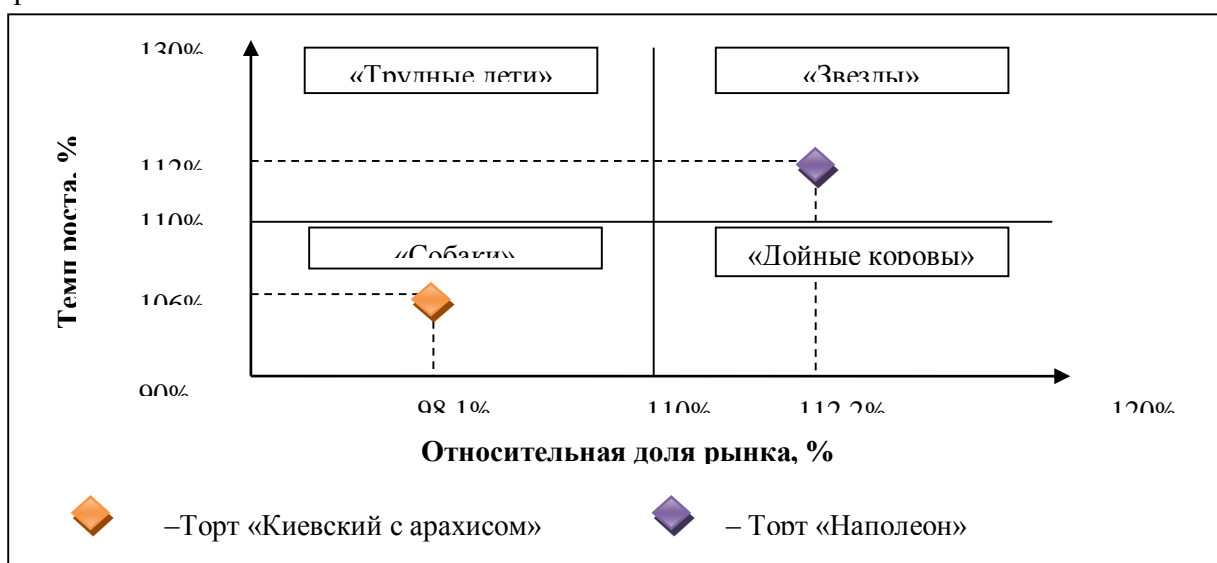 130%
«Трудные дети»
«Звезды»
Темп роста, %
112%
110%
«Собаки»
«Дойные коровы»
106%
90%
98,1%
110%
112,2%
120%
Относительная доля рынка, %
–Торт «Киевский с арахисом»
– Торт «Наполеон»